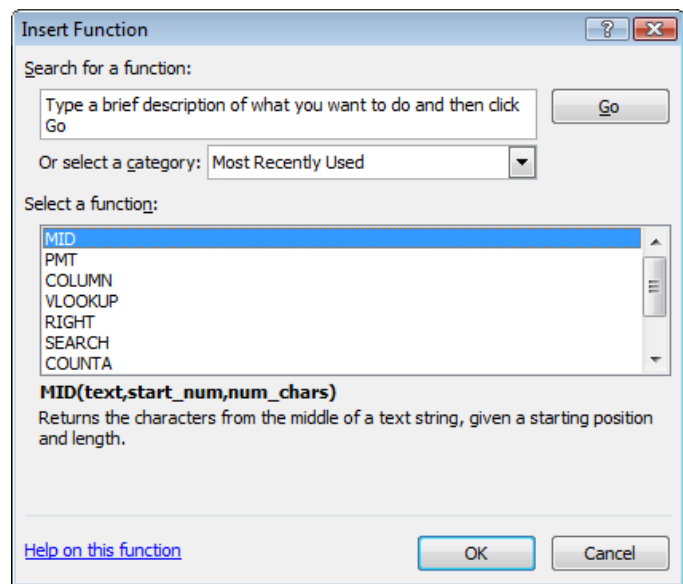 Insert Function
Search for a function:
Type a brief description of what you want to do and then click
Go
Go
Or select a category: Most Recently Used
Select a function:
MID
PMT
COLUMN
VLOOKUP
RIGHT
SEARCH
COUNTA
MID(text,start_num,num_chars)
Returns the characters from the middle of a text string, given a starting position
and length.
Help on this function OK Cancel